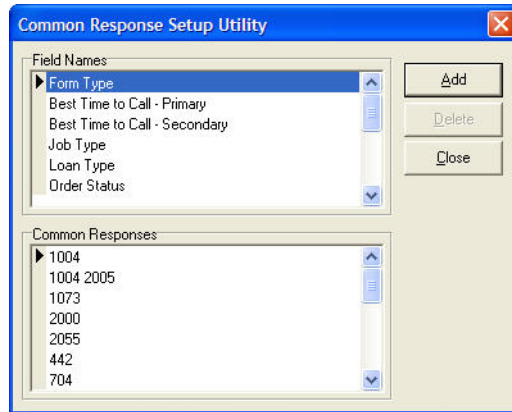 Common Response Setup Utility
Field Names
Form Type
Best Time to Call - Primary
Best Time to Call - Secondary
Job Type
Loan Type
Order Status
Add
Delete
Close
Common Responses
1004
1004 2005
1073
2000
2055
442
704